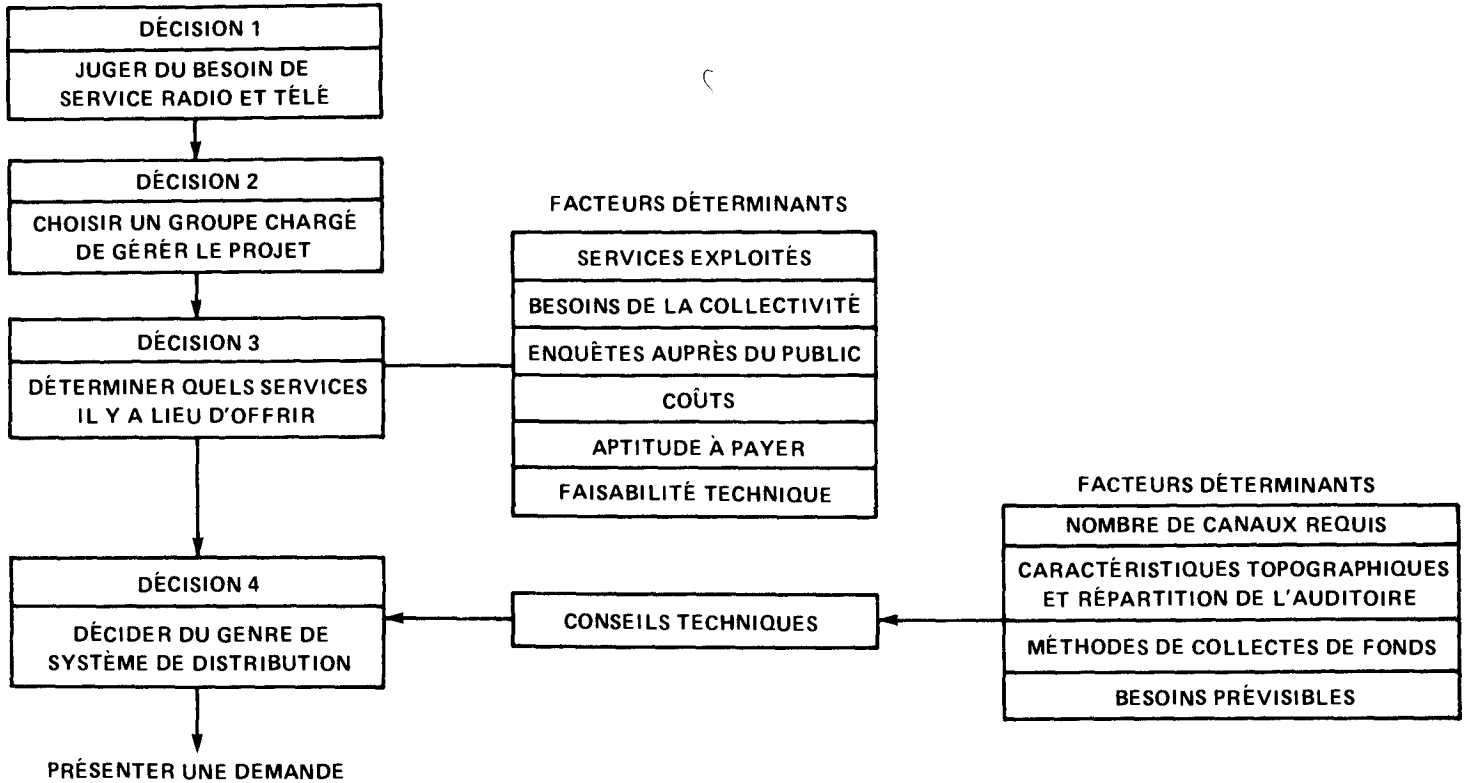 DÉCISION 1
JUGER DU BESOIN DE
SERVICE RADIO ET TÉLÉ
DÉCISION 2
CHOISIR UN GROUPE CHARGÉ
DE GÉRÉR LE PROJET
DÉCISION 3
DÉTERMINER QUELS SERVICES
IL Y A LIEU D'OFFRIR
FACTEURS DÉTERMINANTS
SERVICES EXPLOITÉS
BESOINS DE LA COLLECTIVITÉ
ENQUÊTES AUPRÈS DU PUBLIC
COÛTS
APTITUDE À PAYER
FAISABILITÉ TECHNIQUE
DÉCISION 4
DÉCIDER DU GENRE DE
SYSTÈME DE DISTRIBUTION
CONSEILS TECHNIQUES
FACTEURS DÉTERMINANTS
NOMBRE DE CANAUX REQUIS
CARACTÉRISTIQUES TOPOGRAPHIQUES
ET RÉPARTITION DE L'AUDITOIRE
MÉTHODES DE COLLECTES DE FONDS
BESOINS PRÉVISIBLES
PRÉSENTER UNE DEMANDE